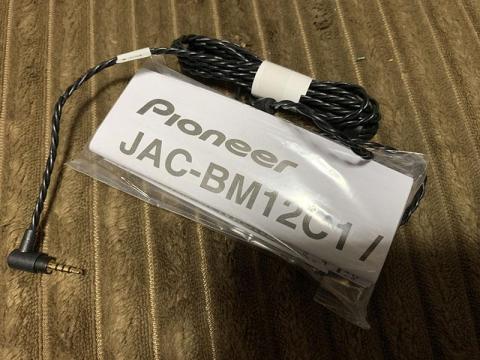 Pioneer
JAC-BM12C1 /